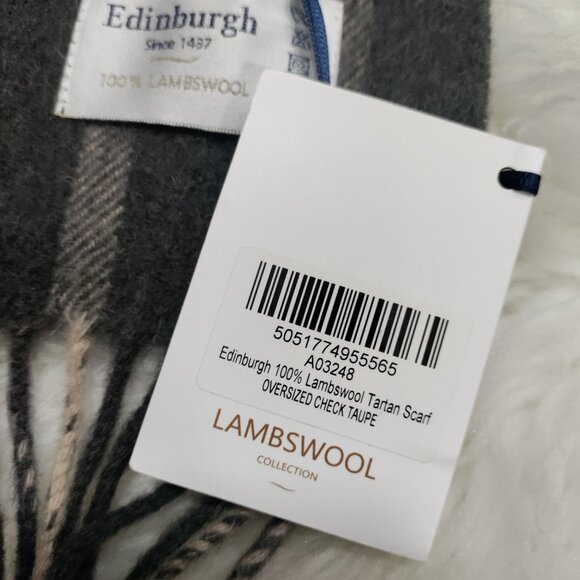 Edinburgh
Since 1437
100% LAMBSWOOL
5051774955565
A03248
Edinburgh 100% Lambswool Tartan Scarf
OVERSIZED CHECK TAUPE
LAMBSWOOL
COLLECTION